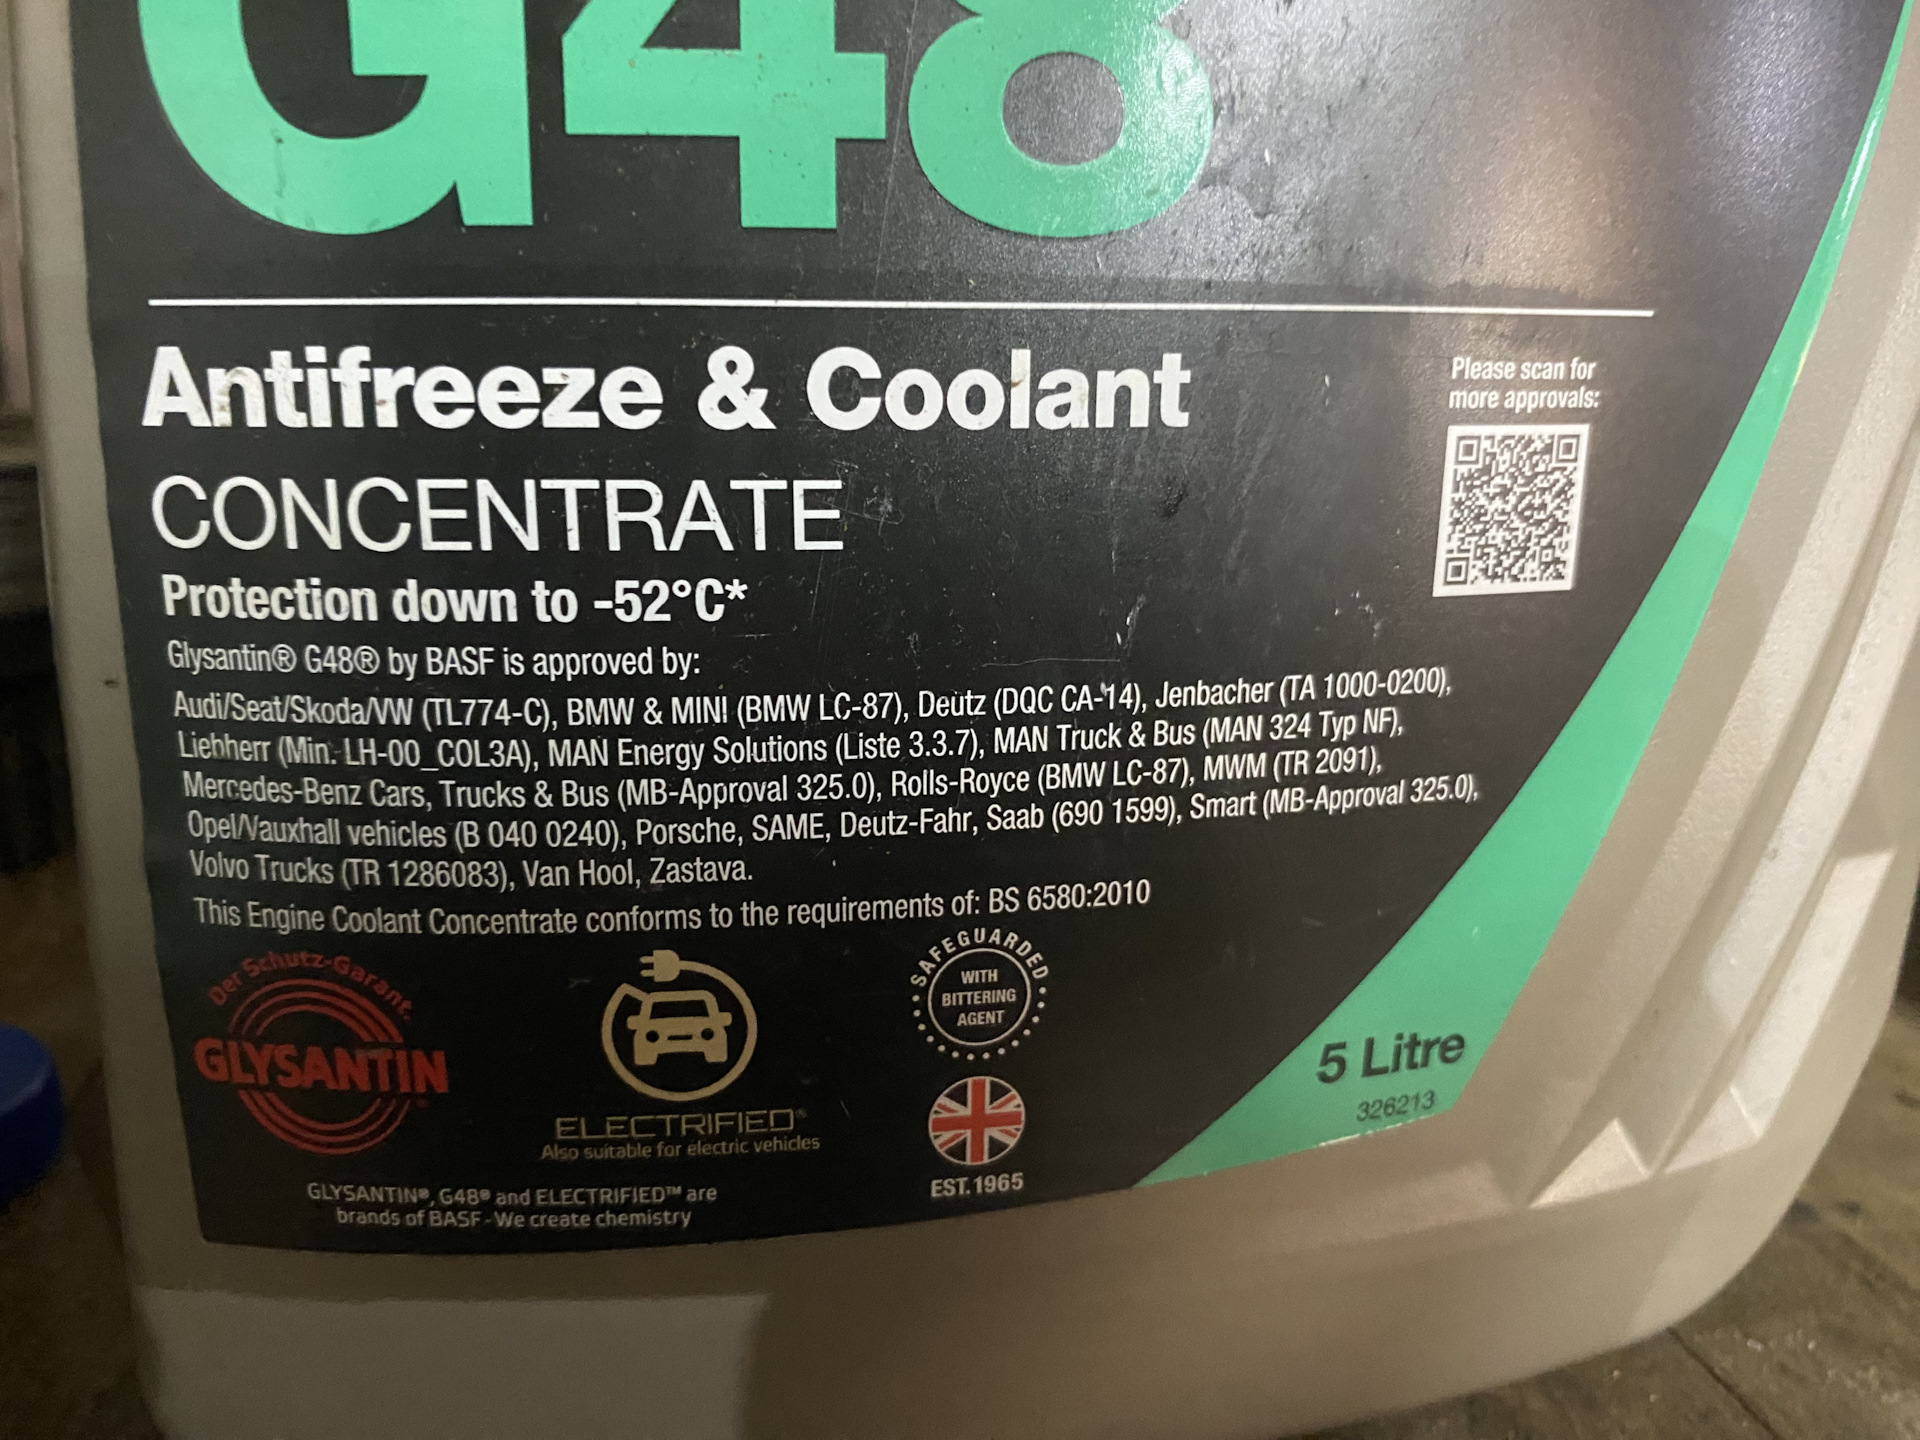 G48
Antifreeze & Coolant
CONCENTRATE
Protection down to -52°C*
Glysantin® G48® by BASF is approved by:
Audi/Seat/Skoda/VW (TL774-C), BMW & MINI (BMW LC-87), Deutz (DQC CA-14), Jenbacher (TA 1000-0200),
Liebherr (Min. LH-00_COL3A), MAN Energy Solutions (Liste 3.3.7), MAN Truck & Bus (MAN 324 Typ NF),
Mercedes-Benz Cars, Trucks & Bus (MB-Approval 325.0), Rolls-Royce (BMW LC-87), MWM (TR 2091),
Opel/Vauxhall vehicles (B 040 0240), Porsche, SAME, Deutz-Fahr, Saab (690 1599), Smart (MB-Approval 325.0),
Volvo Trucks (TR 1286083), Van Hool, Zastava.
This Engine Coolant Concentrate conforms to the requirements of: BS 6580:2010
Please scan for
more approvals:
Der Schutz-Garant.
GLYSANTIN®
ELECTRIFIED®
Also suitable for electric vehicles
GLYSANTIN®, G48® and ELECTRIFIED™ are
brands of BASF - We create chemistry
SAFEGUARDED
WITH
BITTERING
AGENT
EST. 1965
5 Litre
326213